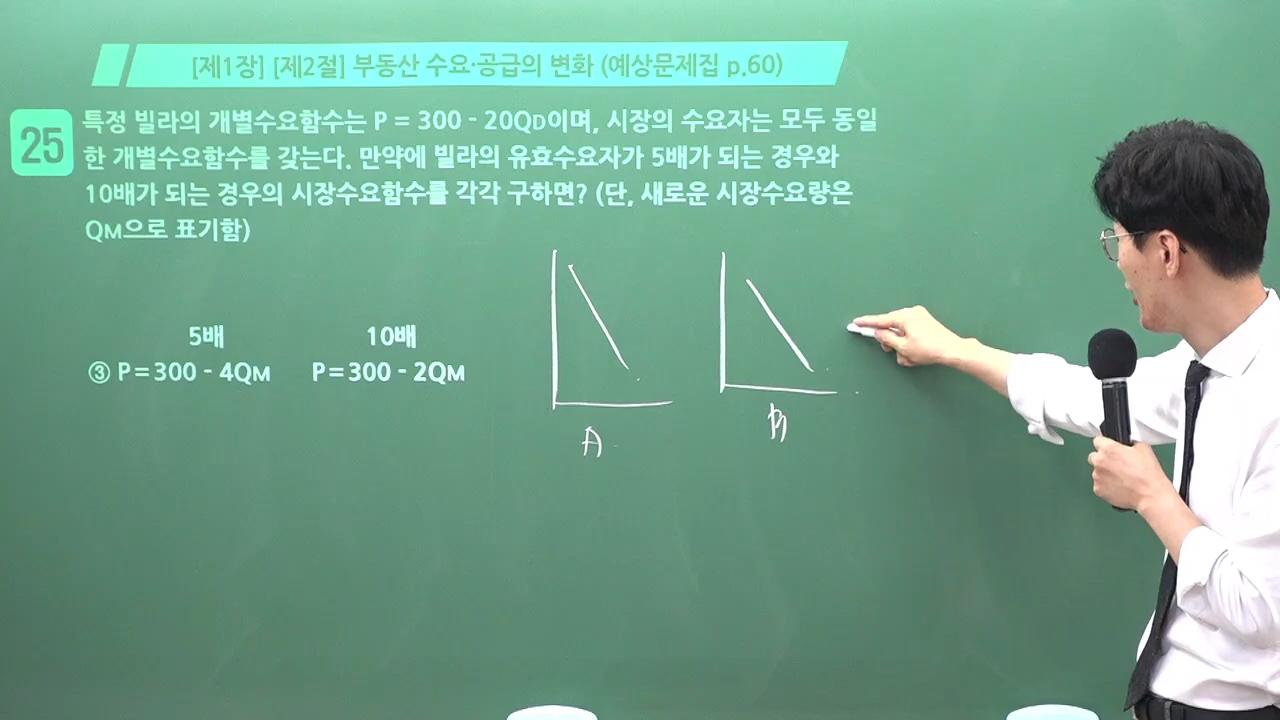 [제1장] [제2절] 부동산 수요·공급의 변화 (예상문제집 p.60)
25
특정 빌라의 개별수요함수는 P = 300 - 20QD이며, 시장의 수요자는 모두 동일
한 개별수요함수를 갖는다. 만약에 빌라의 유효수요자가 5배가 되는 경우와
10배가 되는 경우의 시장수요함수를 각각 구하면? (단, 새로운 시장수요량은
QM으로 표기함)
5배 10배
③ P = 300 - 4QM P = 300 - 2QM
A B